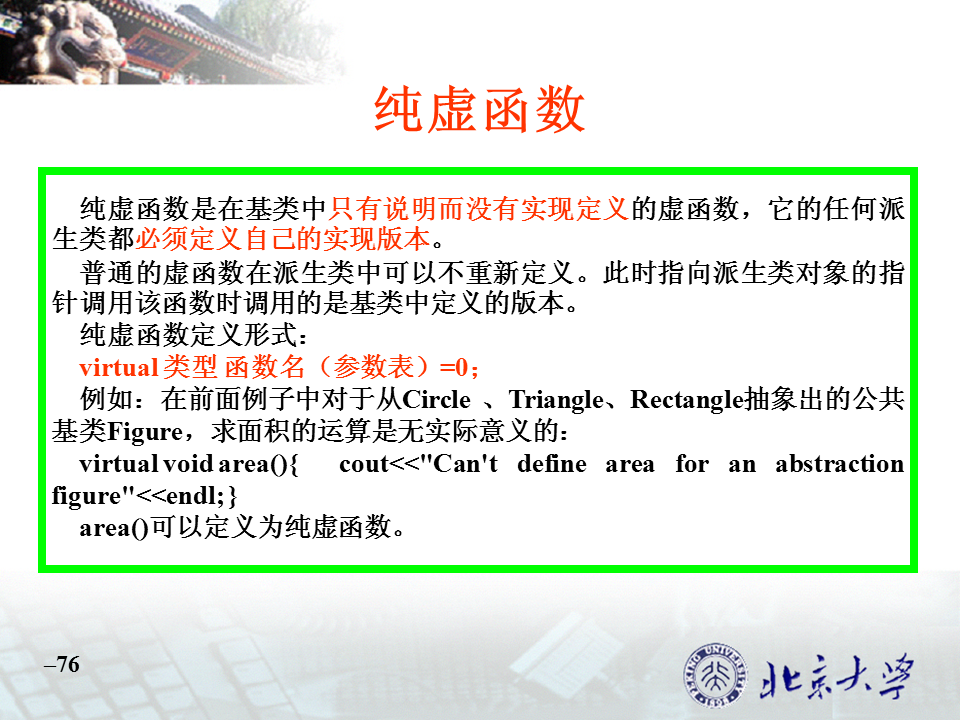 纯虚函数
纯虚函数是在基类中只有说明而没有实现定义的虚函数，它的任何派
生类都必须定义自己的实现版本。
普通的虚函数在派生类中可以不重新定义。此时指向派生类对象的指
针调用该函数时调用的是基类中定义的版本。
纯虚函数定义形式：
virtual 类型 函数名（参数表）=0；
例如：在前面例子中对于从Circle 、Triangle、Rectangle抽象出的公共
基类Figure，求面积的运算是无实际意义的：
virtual void area(){ cout<<"Can't define area for an abstraction
figure"<<endl; }
area()可以定义为纯虚函数。
–76
PEKING UNIVERSITY
1898
北京大学